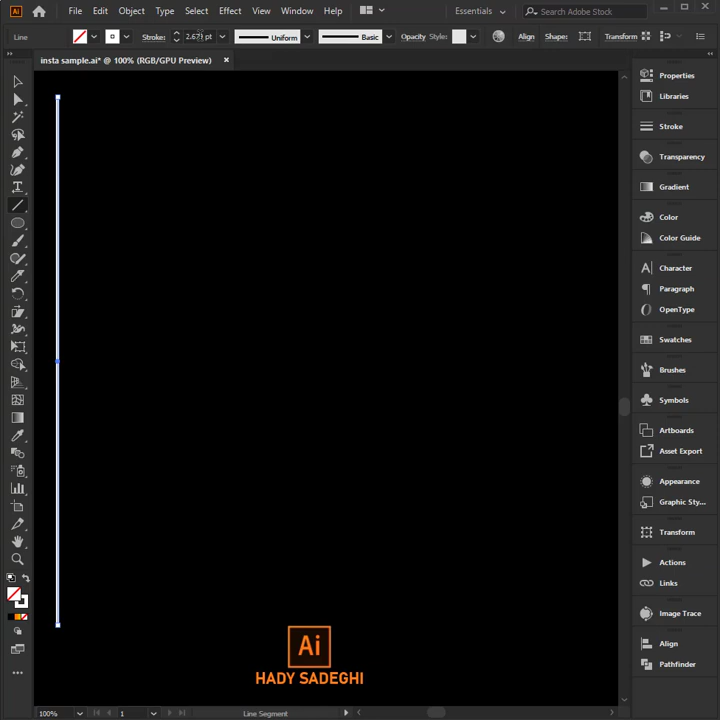 Ai File Edit Object Type Select Effect View Window Help Essentials Search Adobe Stock
Line Stroke: pt Uniform Basic Opacity Style: Align Shape: Transform
insta sample.ai* @ 100% (RGB/GPU Preview) ×
Properties
Libraries
Stroke
Transparency
Gradient
Color
Color Guide
Character
Paragraph
OpenType
Swatches
Brushes
Symbols
Artboards
Asset Export
Appearance
Graphic Sty...
Transform
Actions
Links
Image Trace
Align
Pathfinder
Ai
HADY SADEGHI
100% 1 Line Segment